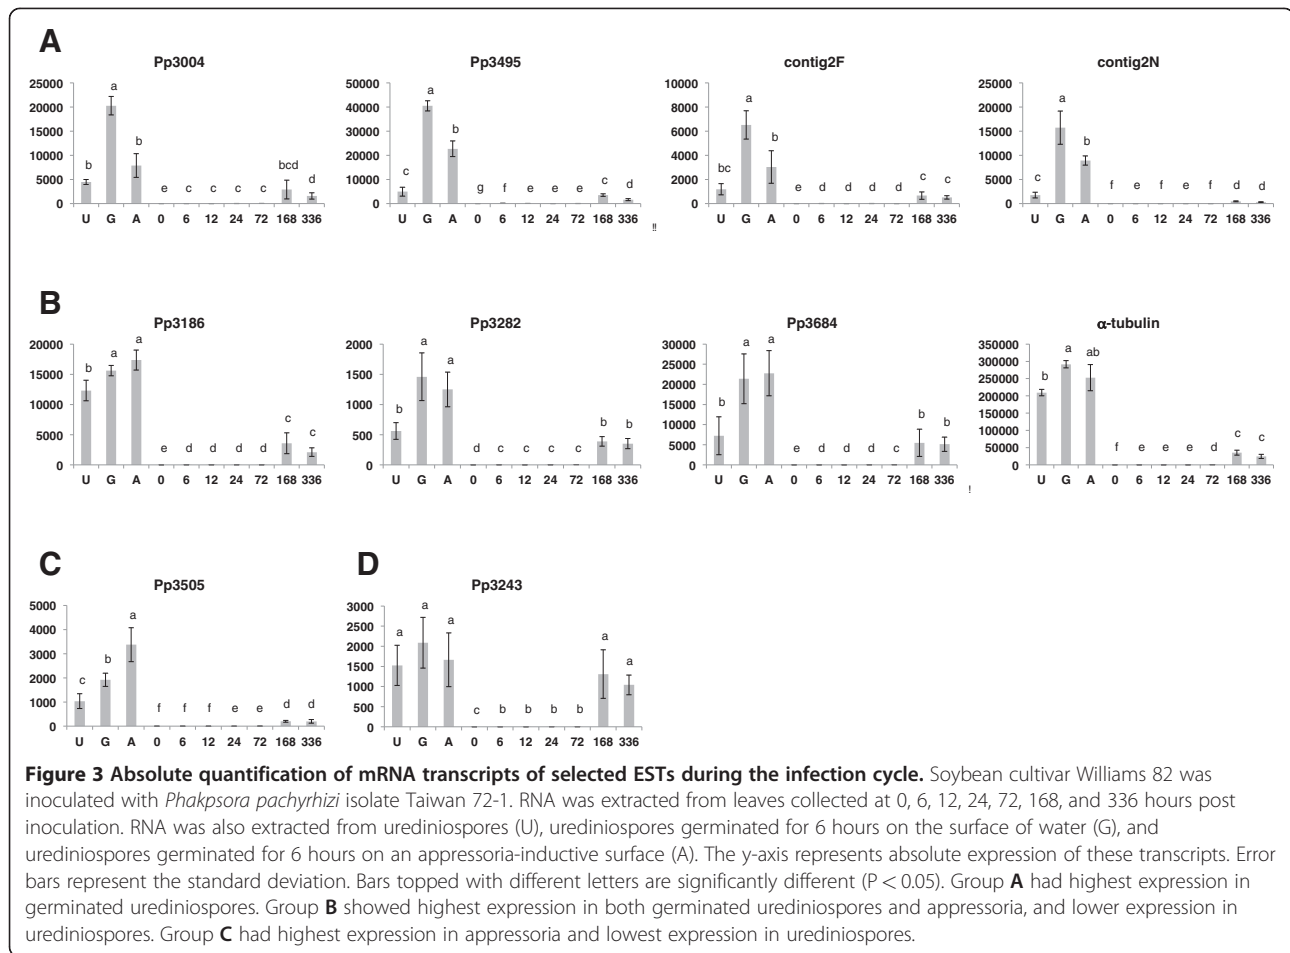 A
Pp3004 Pp3495 contig2F contig2N
25000 20000 15000 10000 5000 0
b a b e c c c c bcd d
U G A 0 6 12 24 72 168 336
50000 40000 30000 20000 10000 0
c a b g f e e e c d
U G A 0 6 12 24 72 168 336
!!
10000 8000 6000 4000 2000 0
bc a b e d d d d c c
U G A 0 6 12 24 72 168 336
25000 20000 15000 10000 5000 0
c a b f e f e f d d
U G A 0 6 12 24 72 168 336
B
Pp3186 Pp3282 Pp3684 α-tubulin
20000 15000 10000 5000 0
b a a e d d d d c c
U G A 0 6 12 24 72 168 336
2000 1500 1000 500 0
b a a d c c c c b b
U G A 0 6 12 24 72 168 336
30000 25000 20000 15000 10000 5000 0
b a a e d d d c b b
U G A 0 6 12 24 72 168 336
!
350000 300000 250000 200000 150000 100000 50000 0
b a ab f e e e d c c
U G A 0 6 12 24 72 168 336
C
Pp3505
5000 4000 3000 2000 1000 0
c b a f f f e e d d
U G A 0 6 12 24 72 168 336
D
Pp3243
3000 2500 2000 1500 1000 500 0
a a a c b b b b a a
U G A 0 6 12 24 72 168 336
Figure 3 Absolute quantification of mRNA transcripts of selected ESTs during the infection cycle. Soybean cultivar Williams 82 was
inoculated with Phakpsora pachyrhizi isolate Taiwan 72-1. RNA was extracted from leaves collected at 0, 6, 12, 24, 72, 168, and 336 hours post
inoculation. RNA was also extracted from urediniospores (U), urediniospores germinated for 6 hours on the surface of water (G), and
urediniospores germinated for 6 hours on an appressoria-inductive surface (A). The y-axis represents absolute expression of these transcripts. Error
bars represent the standard deviation. Bars topped with different letters are significantly different (P < 0.05). Group A had highest expression in
germinated urediniospores. Group B showed highest expression in both germinated urediniospores and appressoria, and lower expression in
urediniospores. Group C had highest expression in appressoria and lowest expression in urediniospores.